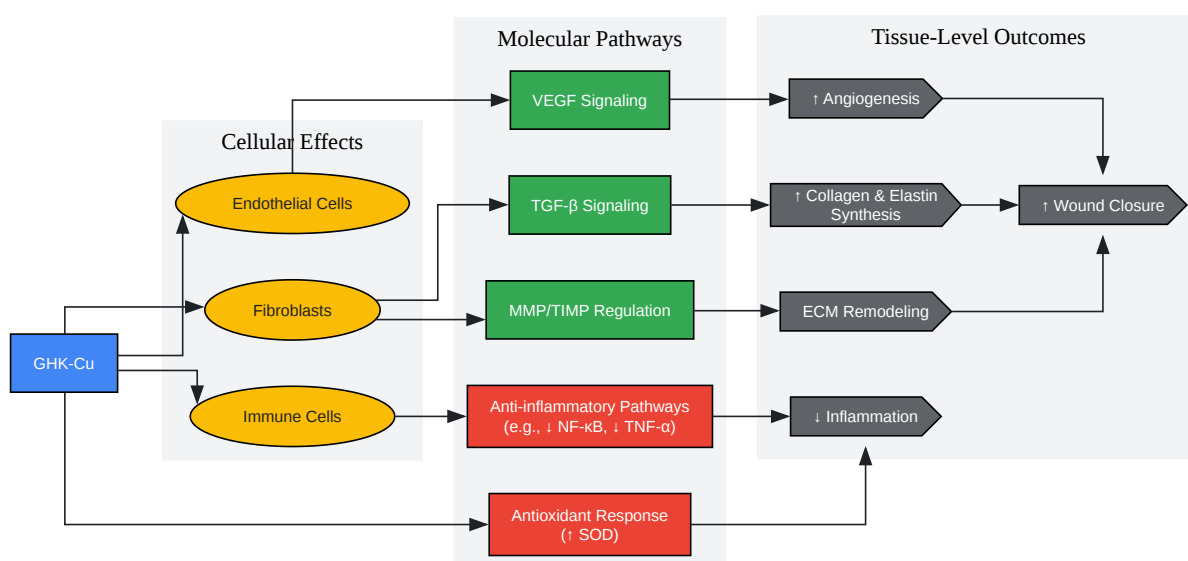 Molecular Pathways
Tissue-Level Outcomes
VEGF Signaling
↑ Angiogenesis
Cellular Effects
Endothelial Cells
TGF-β Signaling
↑ Collagen & Elastin
Synthesis
↑ Wound Closure
Fibroblasts
MMP/TIMP Regulation
ECM Remodeling
GHK-Cu
Immune Cells
Anti-inflammatory Pathways
(e.g., ↓ NF-κB, ↓ TNF-α)
↓ Inflammation
Antioxidant Response
(↑ SOD)